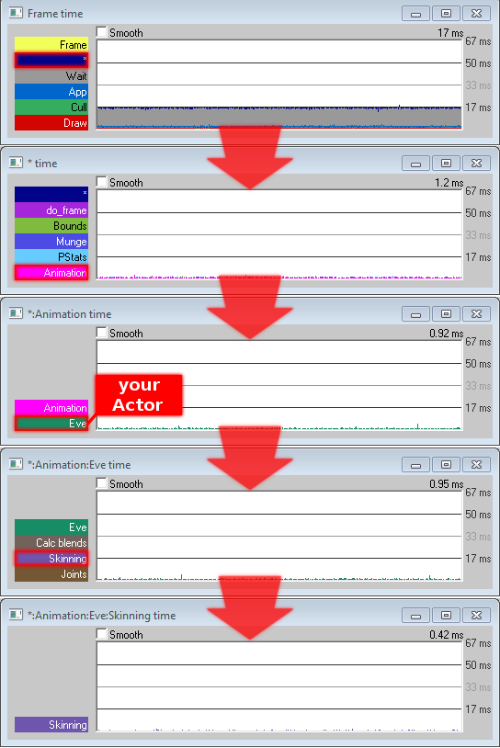 Frame time
Smooth 17 ms
67 ms
Frame
50 ms
*
Wait
33 ms
App
Cull
17 ms
Draw
* time
Smooth 1.2 ms
67 ms
*
do_frame
50 ms
Bounds
Munge
33 ms
PStats
17 ms
Animation
*:Animation time
Smooth 0.92 ms
67 ms
50 ms
33 ms
your
Actor
Animation
17 ms
Eve
*:Animation:Eve time
Smooth 0.95 ms
67 ms
50 ms
Eve
Calc blends
33 ms
Skinning
17 ms
Joints
*:Animation:Eve:Skinning time
Smooth 0.42 ms
67 ms
50 ms
33 ms
17 ms
Skinning